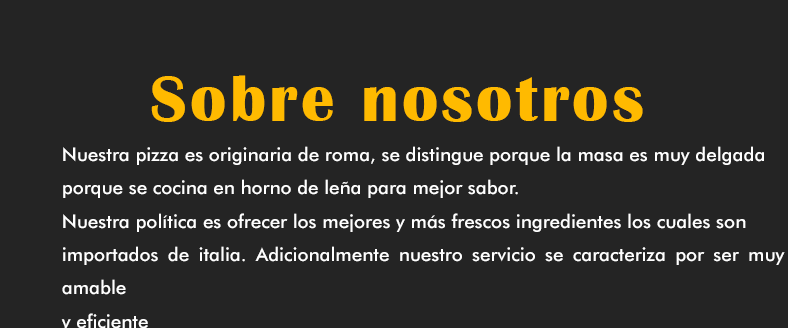 Sobre nosotros
Nuestra pizza es originaria de roma, se distingue porque la masa es muy delgada
porque se cocina en horno de leña para mejor sabor.
Nuestra política es ofrecer los mejores y más frescos ingredientes los cuales son
importados de italia. Adicionalmente nuestro servicio se caracteriza por ser muy
amable
y eficiente